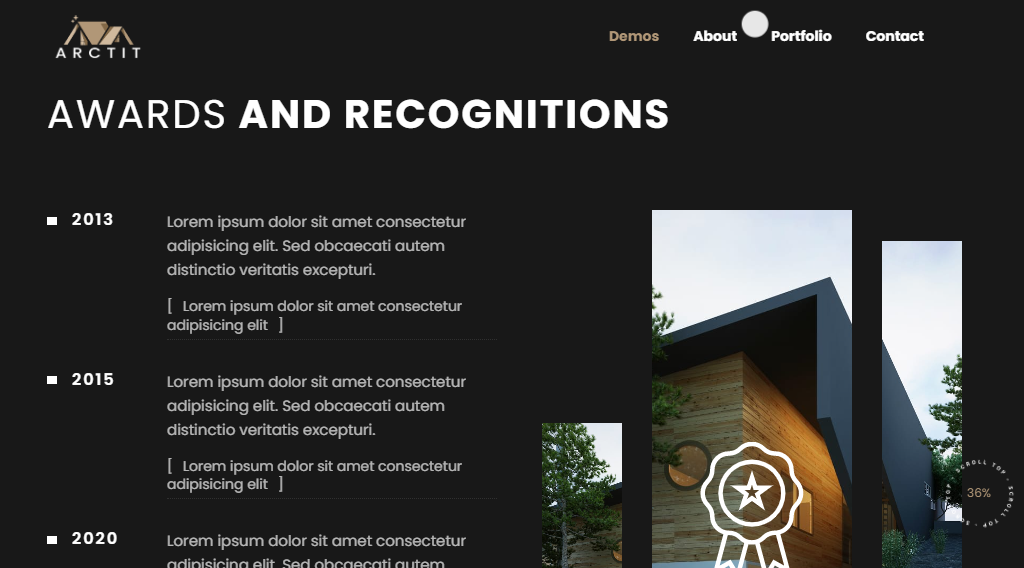 ARCTIT
Demos
About
Portfolio
Contact
AWARDS AND RECOGNITIONS
2013
Lorem ipsum dolor sit amet consectetur
adipisicing elit. Sed obcaecati autem
distinctio veritatis excepturi.
[ Lorem ipsum dolor sit amet consectetur
adipisicing elit ]
2015
Lorem ipsum dolor sit amet consectetur
adipisicing elit. Sed obcaecati autem
distinctio veritatis excepturi.
[ Lorem ipsum dolor sit amet consectetur
adipisicing elit ]
2020
Lorem ipsum dolor sit amet consectetur
adipisicing elit. Sed obcaecati autem
SCROLL TOP · SCROLL TOP ·
36%